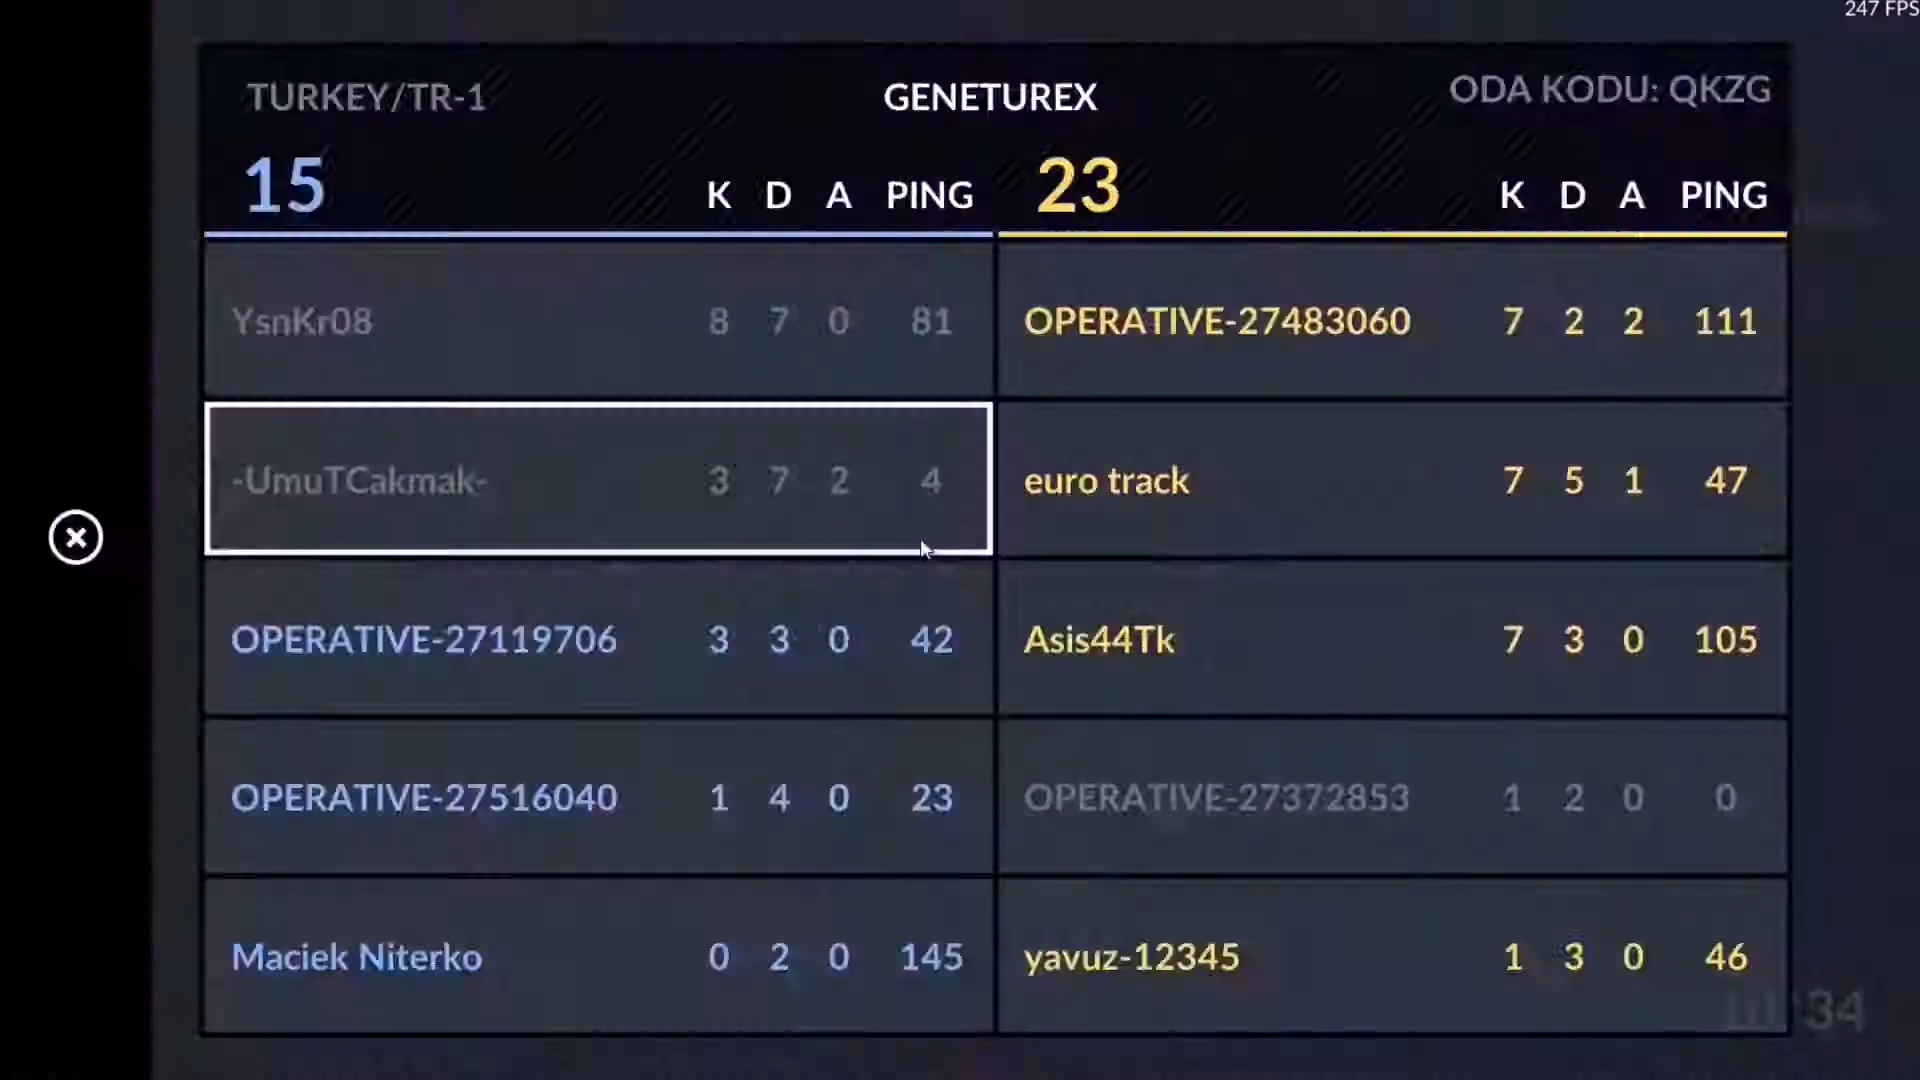 247 FPS
TURKEY/TR-1 GENETUREX ODA KODU: QKZG
15 K D A PING 23 K D A PING
YsnKr08 8 7 0 81 OPERATIVE-27483060 7 2 2 111
-UmuTCakmak- 3 7 2 4 euro track 7 5 1 47
OPERATIVE-27119706 3 3 0 42 Asis44Tk 7 3 0 105
OPERATIVE-27516040 1 4 0 23 OPERATIVE-27372853 1 2 0 0
Maciek Niterko 0 2 0 145 yavuz-12345 1 3 0 46